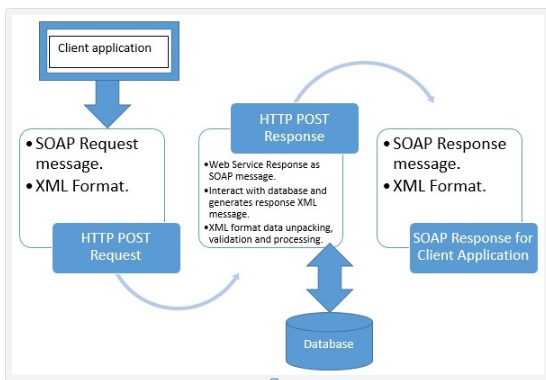 Client application
• SOAP Request
message.
• XML Format.
HTTP POST
Request
HTTP POST
Response
• Web Service Response as
SOAP message.
• Interact with database and
generates response XML
message.
• XML format data unpacking,
validation and processing.
Database
• SOAP Response
message.
• XML Format.
SOAP Response for
Client Application